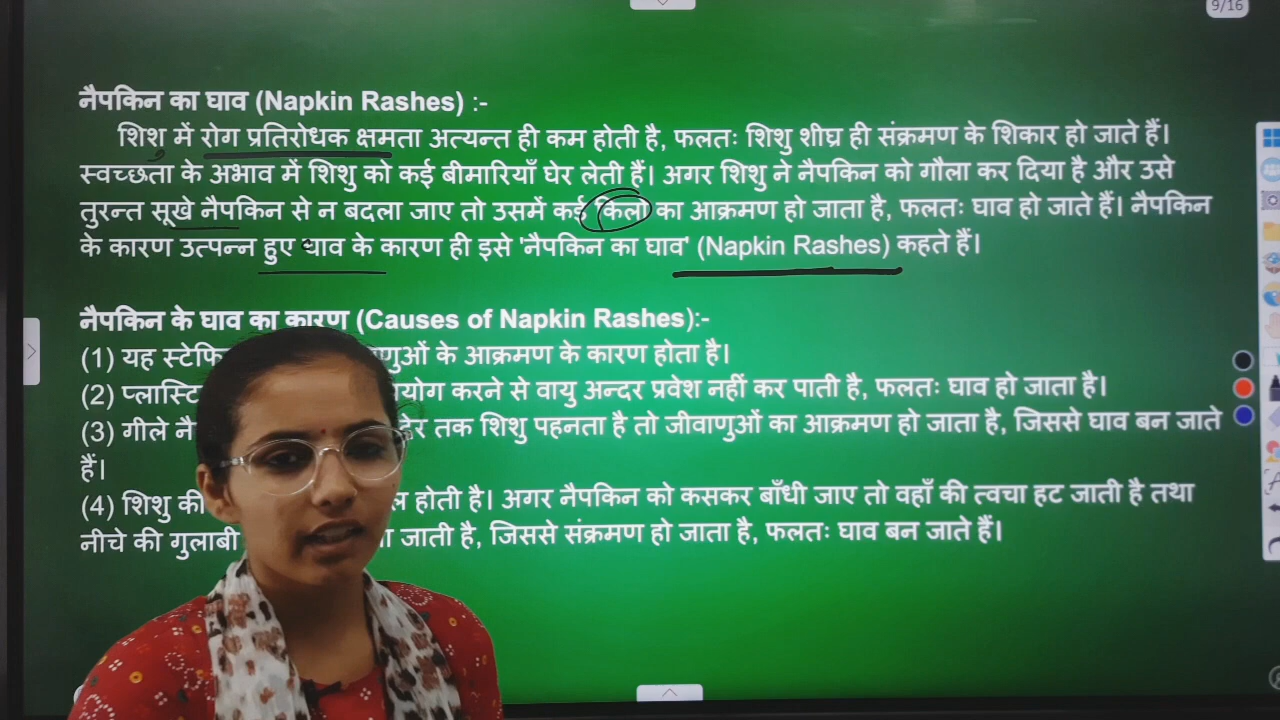 9/16
नैपकिन का घाव (Napkin Rashes) :-
शिशु में रोग प्रतिरोधक क्षमता अत्यन्त ही कम होती है, फलतः शिशु शीघ्र ही संक्रमण के शिकार हो जाते हैं।
स्वच्छता के अभाव में शिशु को कई बीमारियाँ घेर लेती हैं। अगर शिशु ने नैपकिन को गौला कर दिया है और उसे
तुरन्त सूखे नैपकिन से न बदला जाए तो उसमें कई का आक्रमण हो जाता है, फलतः घाव हो जाते हैं। नैपकिन
के कारण उत्पन्न हुए घाव के कारण ही इसे 'नैपकिन का घाव' (Napkin Rashes) कहते हैं।
नैपकिन के घाव का कारण (Causes of Napkin Rashes):-
(1) यह के आक्रमण के कारण होता है।
(2) करने से वायु अन्दर प्रवेश नहीं कर पाती है, फलतः घाव हो जाता है।
(3) गीले तक शिशु पहनता है तो जीवाणुओं का आक्रमण हो जाता है, जिससे घाव बन जाते
हैं।
(4) शिशु की होती है। अगर नैपकिन को कसकर बाँधी जाए तो वहाँ की त्वचा हट जाती है तथा
नीचे की गुलाबी जाती है, जिससे संक्रमण हो जाता है, फलतः घाव बन जाते हैं।